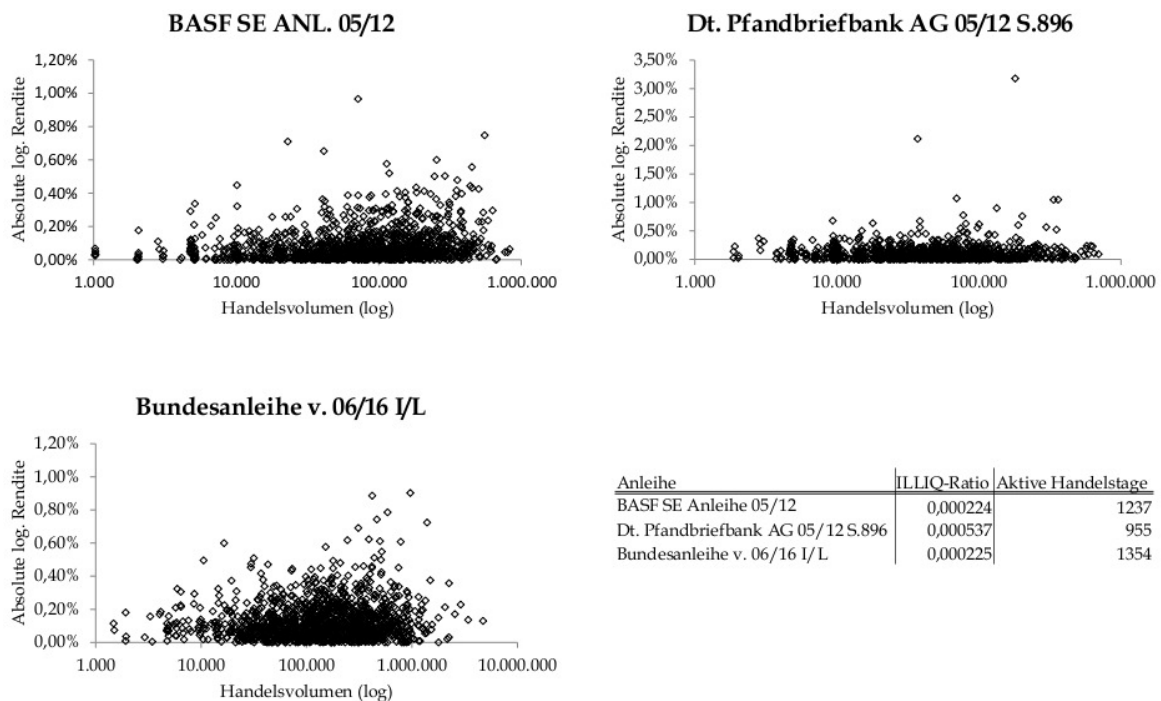 BASF SE ANL. 05/12
Absolute log. Rendite
1,20%
1,00%
0,80%
0,60%
0,40%
0,20%
0,00%
1.000 10.000 100.000 1.000.000
Handelsvolumen (log)
Dt. Pfandbriefbank AG 05/12 S.896
Absolute log. Rendite
3,50%
3,00%
2,50%
2,00%
1,50%
1,00%
0,50%
0,00%
1.000 10.000 100.000 1.000.000
Handelsvolumen (log)
Bundesanleihe v. 06/16 I/L
Absolute log. Rendite
1,20%
1,00%
0,80%
0,60%
0,40%
0,20%
0,00%
1.000 10.000 100.000 1.000.000 10.000.000
Handelsvolumen (log)
Anleihe ILLIQ-Ratio Aktive Handelstage
BASF SE Anleihe 05/12 0,000224 1237
Dt. Pfandbriefbank AG 05/12 S.896 0,000537 955
Bundesanleihe v. 06/16 I/L 0,000225 1354